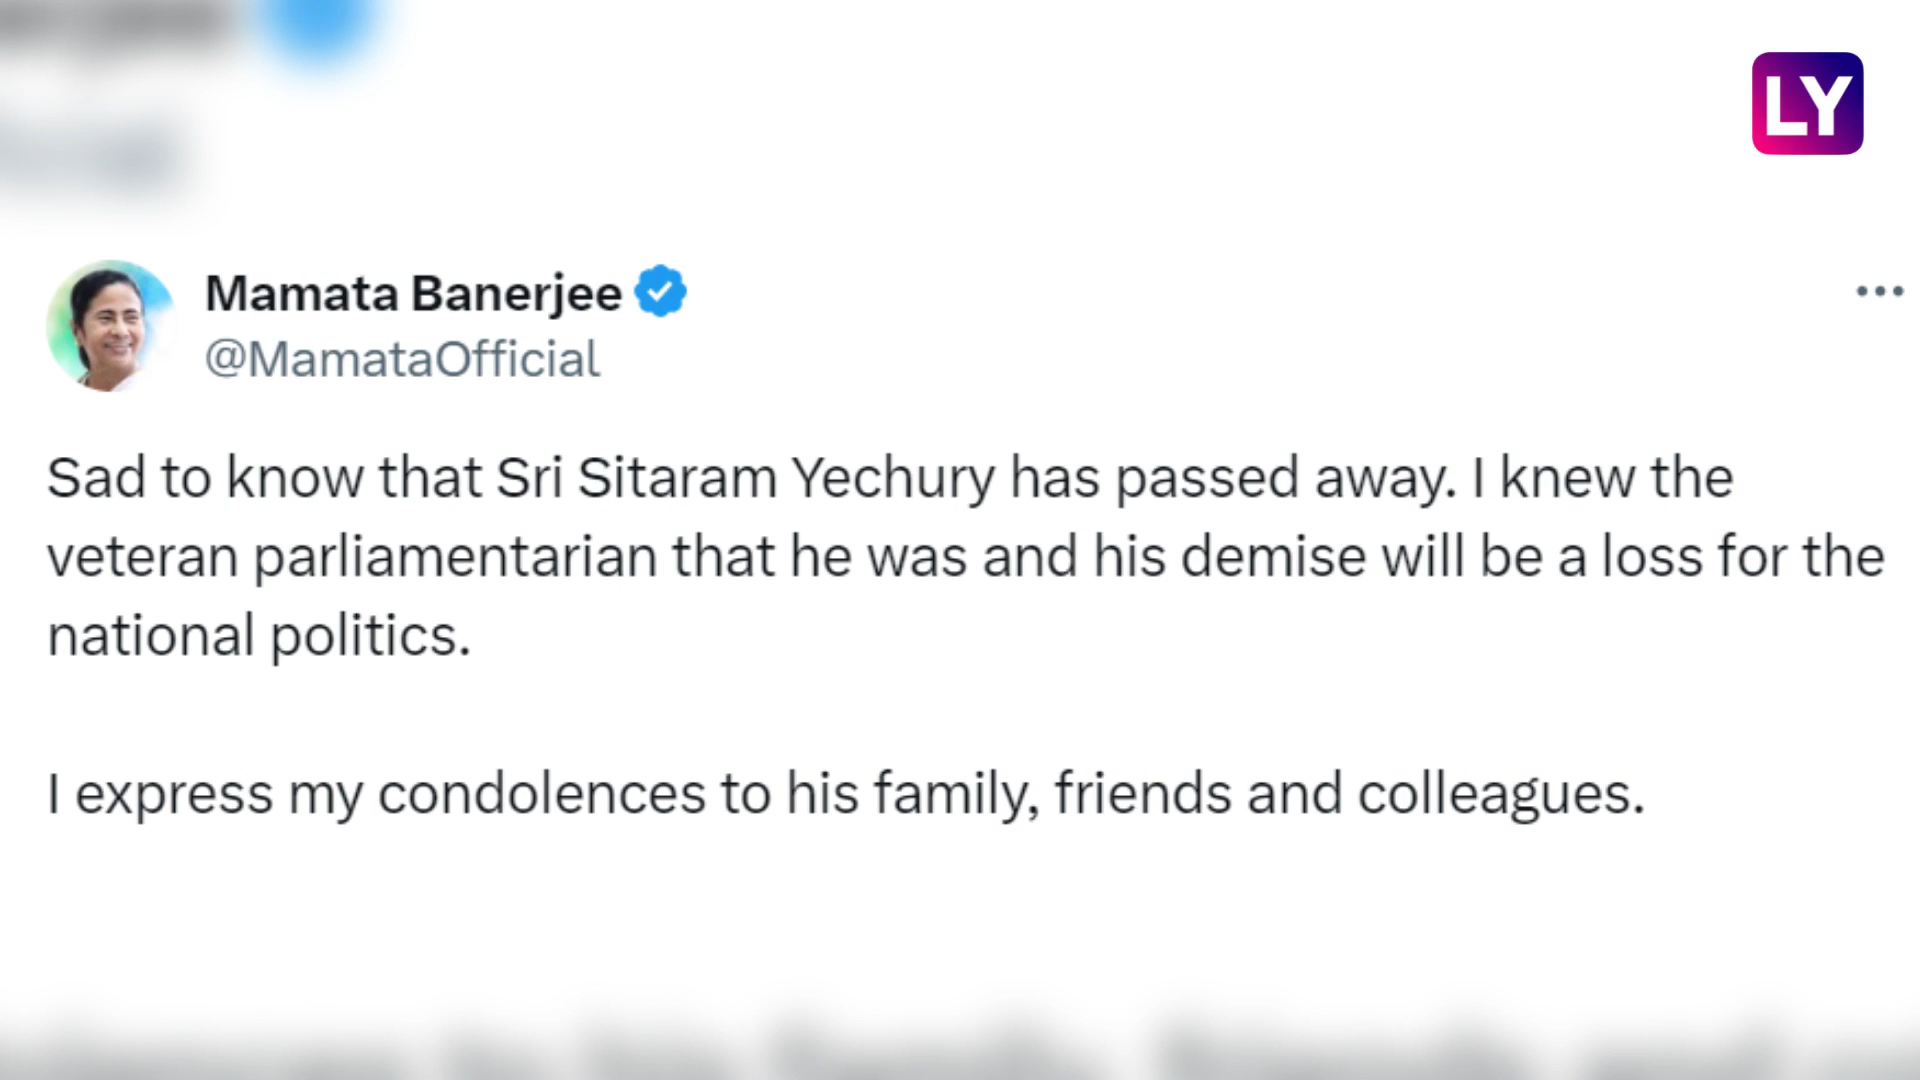 LY
Mamata Banerjee
@MamataOfficial
Sad to know that Sri Sitaram Yechury has passed away. I knew the
veteran parliamentarian that he was and his demise will be a loss for the
national politics.
I express my condolences to his family, friends and colleagues.